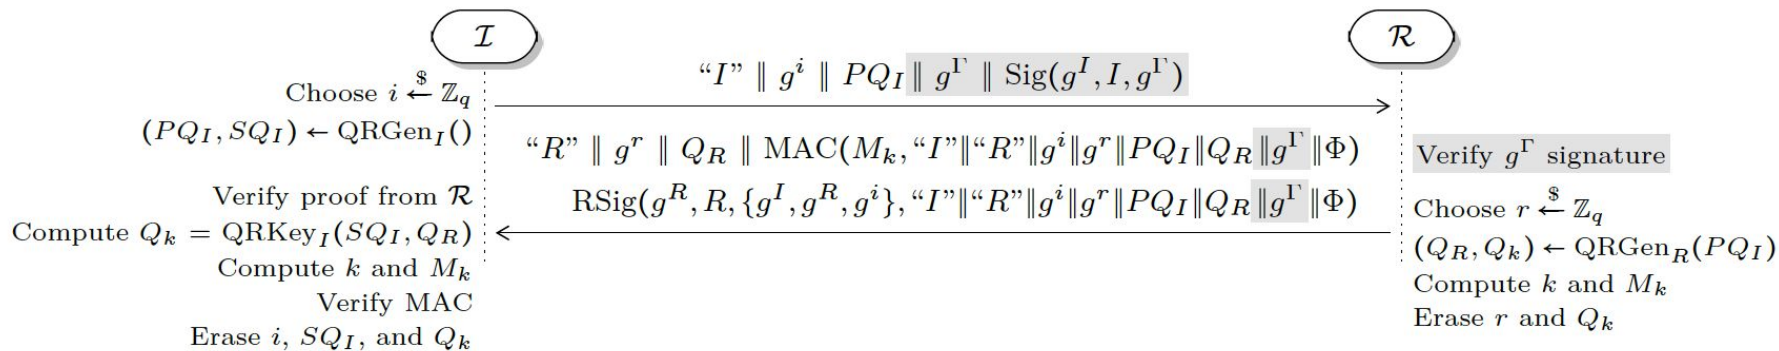 I
R
"I" ∥ g^i ∥ PQ_I ∥ g^Γ ∥ Sig(g^I, I, g^Γ)
Choose i ←$ ℤ_q
(PQ_I, SQ_I) ← QRGen_I()
"R" ∥ g^r ∥ Q_R ∥ MAC(M_k, "I"∥"R"∥g^i∥g^r∥PQ_I∥Q_R∥g^Γ∥Φ)
RSig(g^R, R, {g^I, g^R, g^i}, "I"∥"R"∥g^i∥g^r∥PQ_I∥Q_R∥g^Γ∥Φ)
Verify proof from R
Compute Q_k = QRKey_I(SQ_I, Q_R)
Compute k and M_k
Verify MAC
Erase i, SQ_I, and Q_k
Verify g^Γ signature
Choose r ←$ ℤ_q
(Q_R, Q_k) ← QRGen_R(PQ_I)
Compute k and M_k
Erase r and Q_k